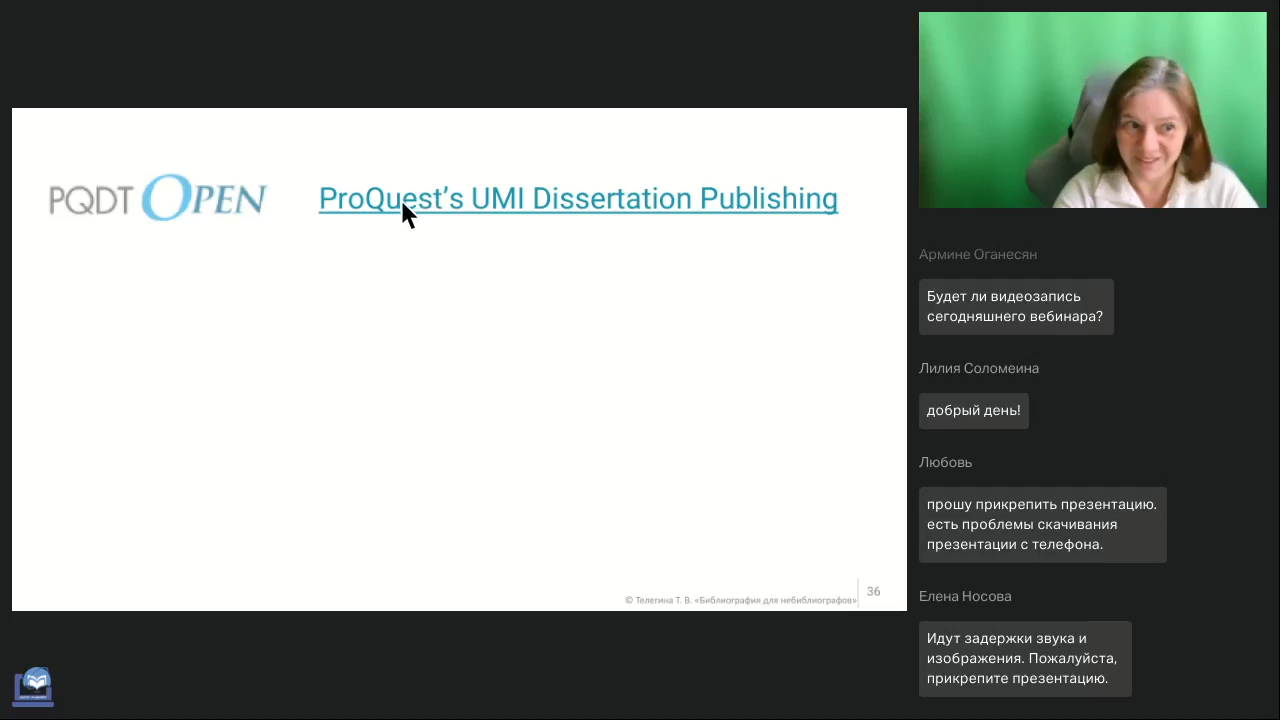 PQDT OPEN
ProQuest's UMI Dissertation Publishing
© Телегина Т. В. «Библиография для небиблиографов»
36
Армине Оганесян
Будет ли видеозапись
сегодняшнего вебинара?
Лилия Соломеина
добрый день!
Любовь
прошу прикрепить презентацию.
есть проблемы скачивания
презентации с телефона.
Елена Носова
Идут задержки звука и
изображения. Пожалуйста,
прикрепите презентацию.